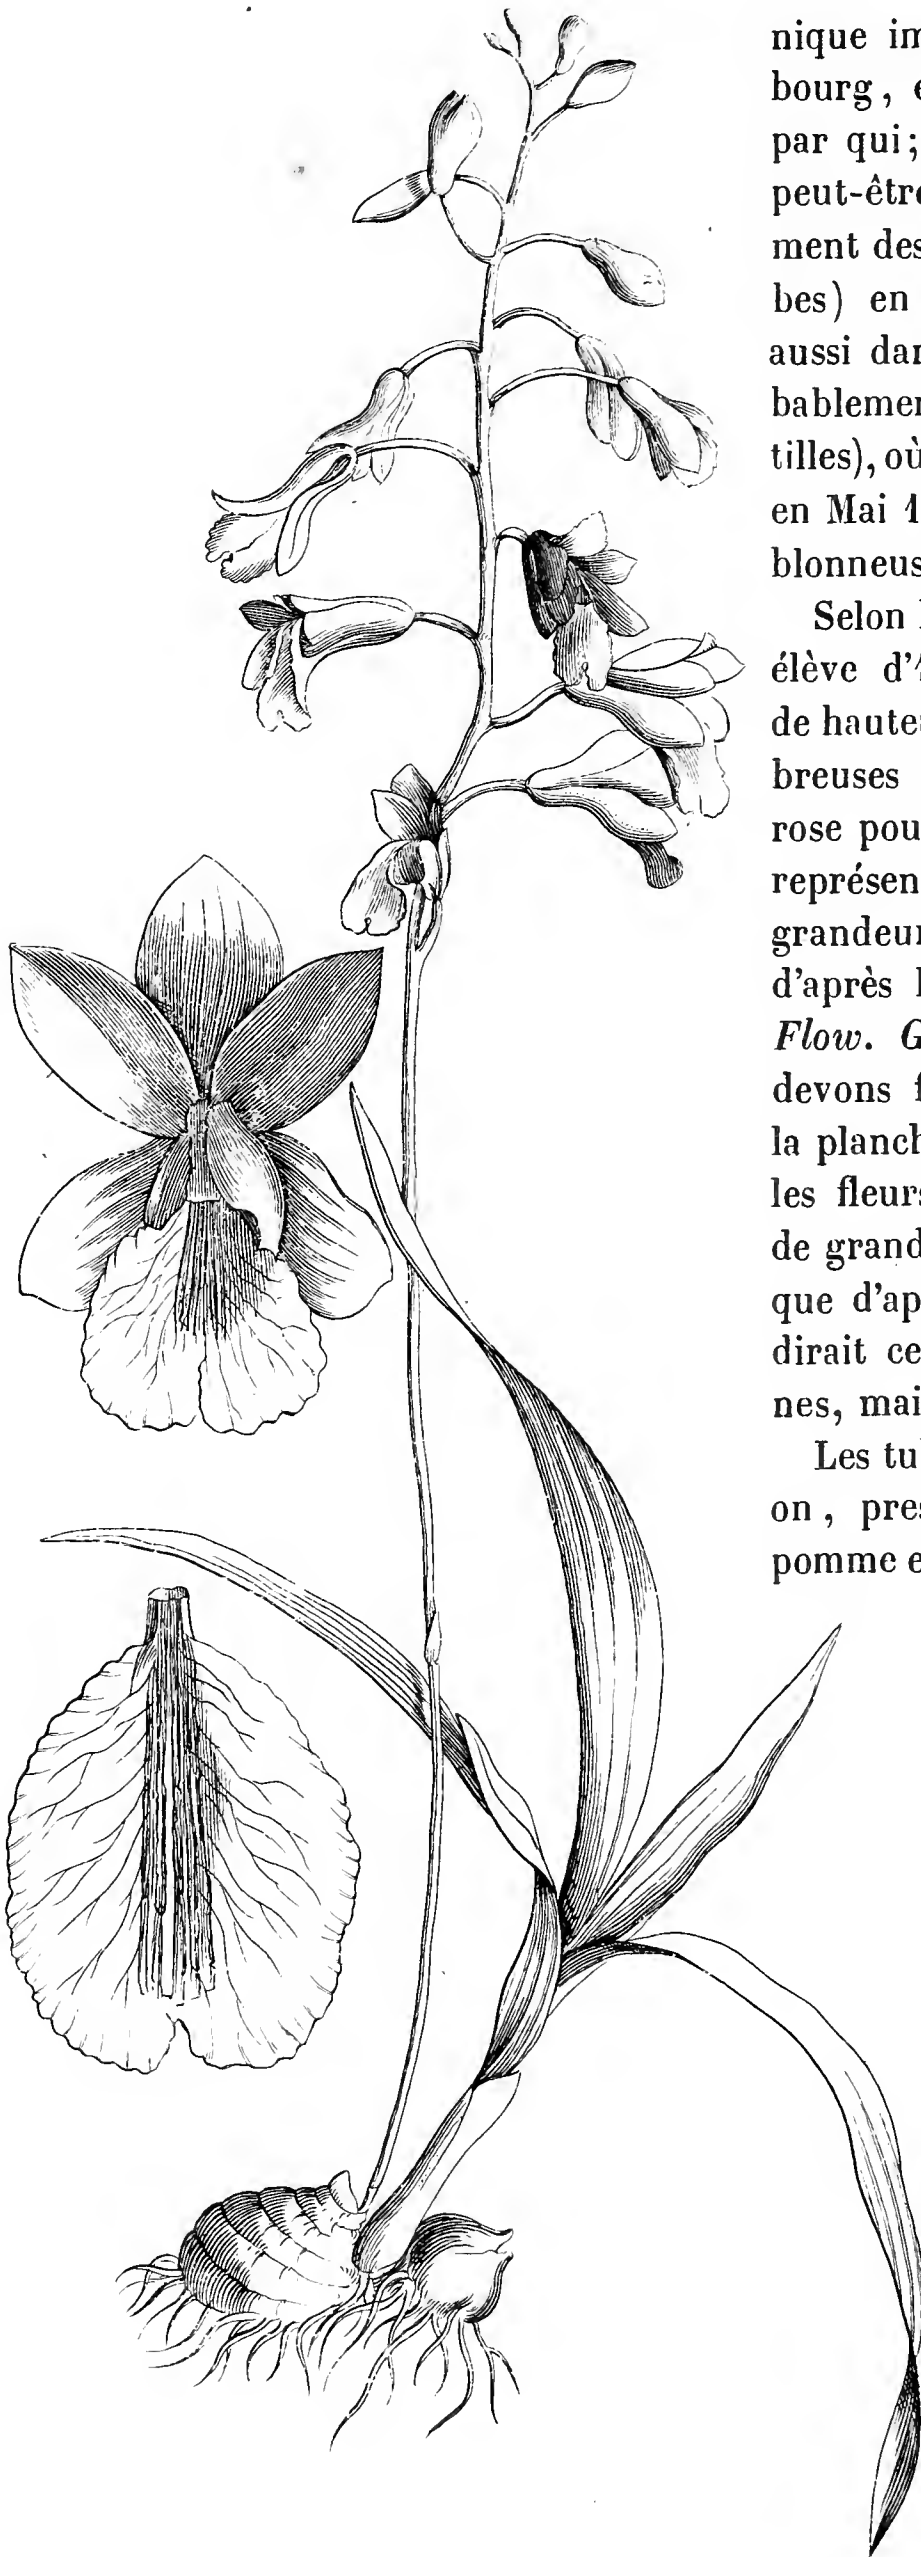 nique im
bourg, e
par qui;
peut-être
ment des
bes) en
aussi dan
bablemen
tilles), où
en Mai 1
blonneus
Selon
élève d'
de haute
breuses
rose pou
représen
grandeur
d'après l
Flow. G
devons f
la planch
les fleurs
de grand
que d'ap
dirait ce
nes, mai
Les tu
on, pres
pomme e